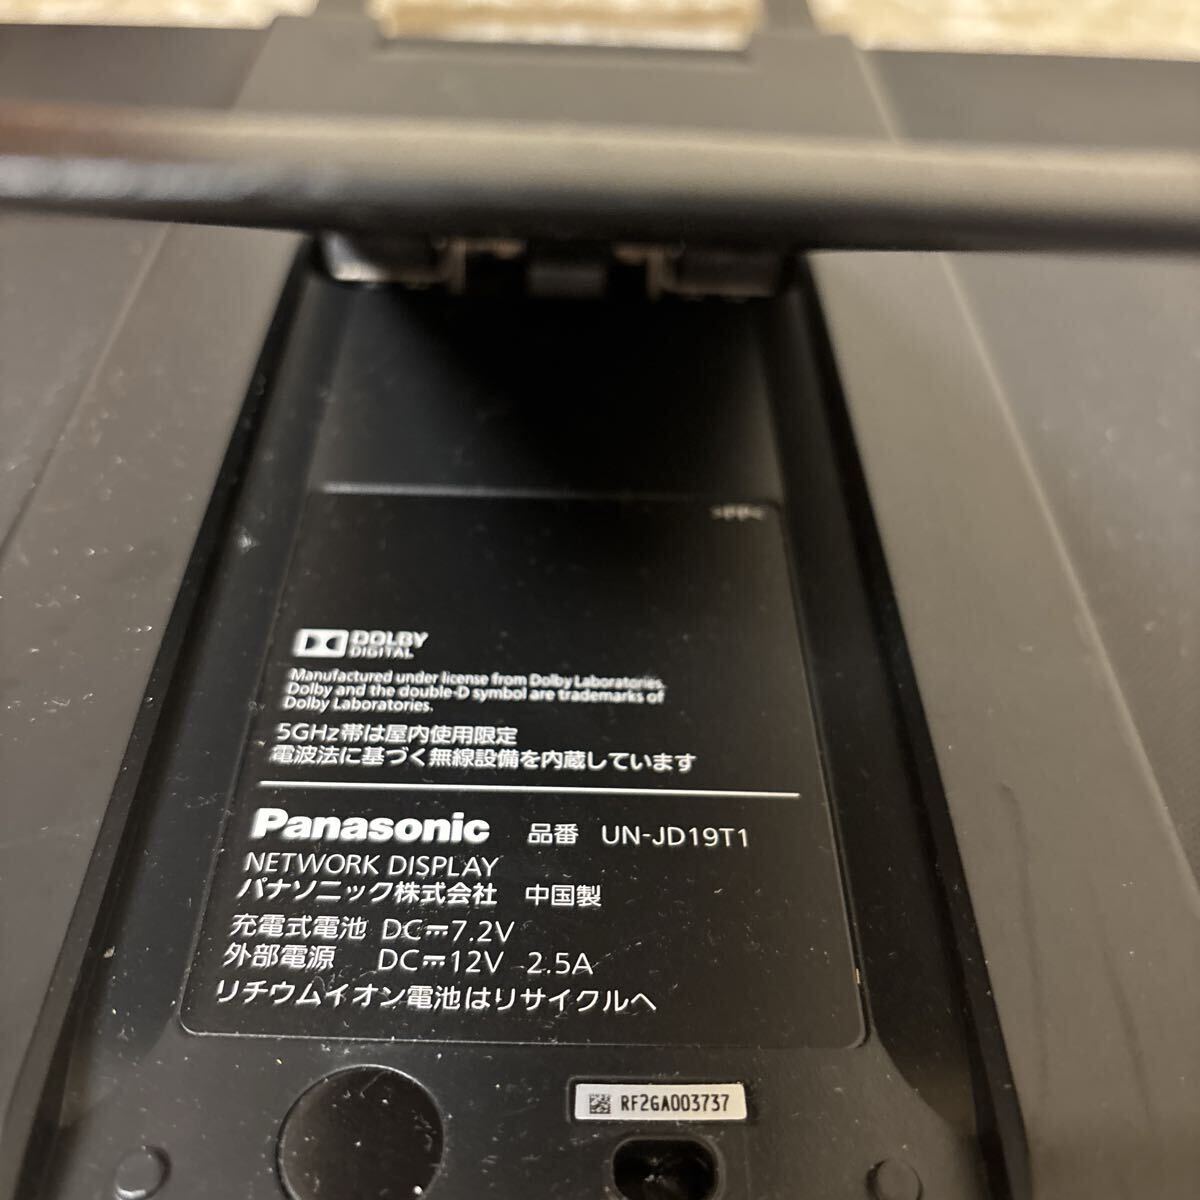 DOLBY
DIGITAL
Manufactured under license from Dolby Laboratories.
Dolby and the double-D symbol are trademarks of
Dolby Laboratories.
5GHz帯は屋内使用限定
電波法に基づく無線設備を内蔵しています
Panasonic 品番 UN-JD19T1
NETWORK DISPLAY
パナソニック株式会社 中国製
充電式電池 DC⎓7.2V
外部電源 DC⎓12V 2.5A
リチウムイオン電池はリサイクルへ
RF2GA003737